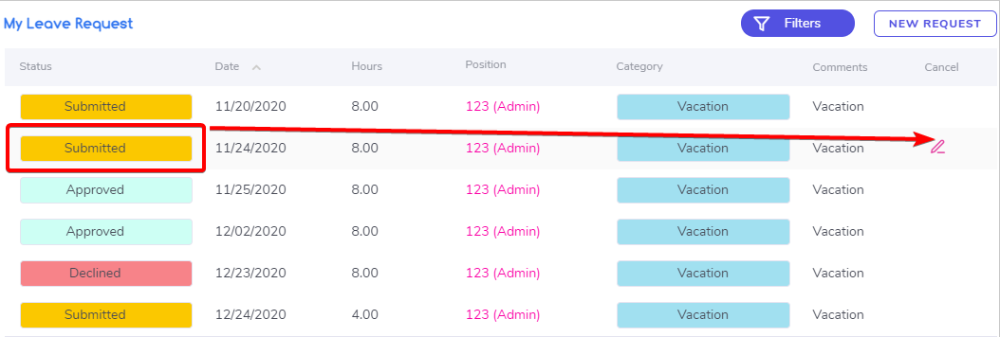 My Leave Request Filters NEW REQUEST
Status Date Hours Position Category Comments Cancel
Submitted 11/20/2020 8.00 123 (Admin) Vacation Vacation
Submitted 11/24/2020 8.00 123 (Admin) Vacation Vacation
Approved 11/25/2020 8.00 123 (Admin) Vacation Vacation
Approved 12/02/2020 8.00 123 (Admin) Vacation Vacation
Declined 12/23/2020 8.00 123 (Admin) Vacation Vacation
Submitted 12/24/2020 4.00 123 (Admin) Vacation Vacation